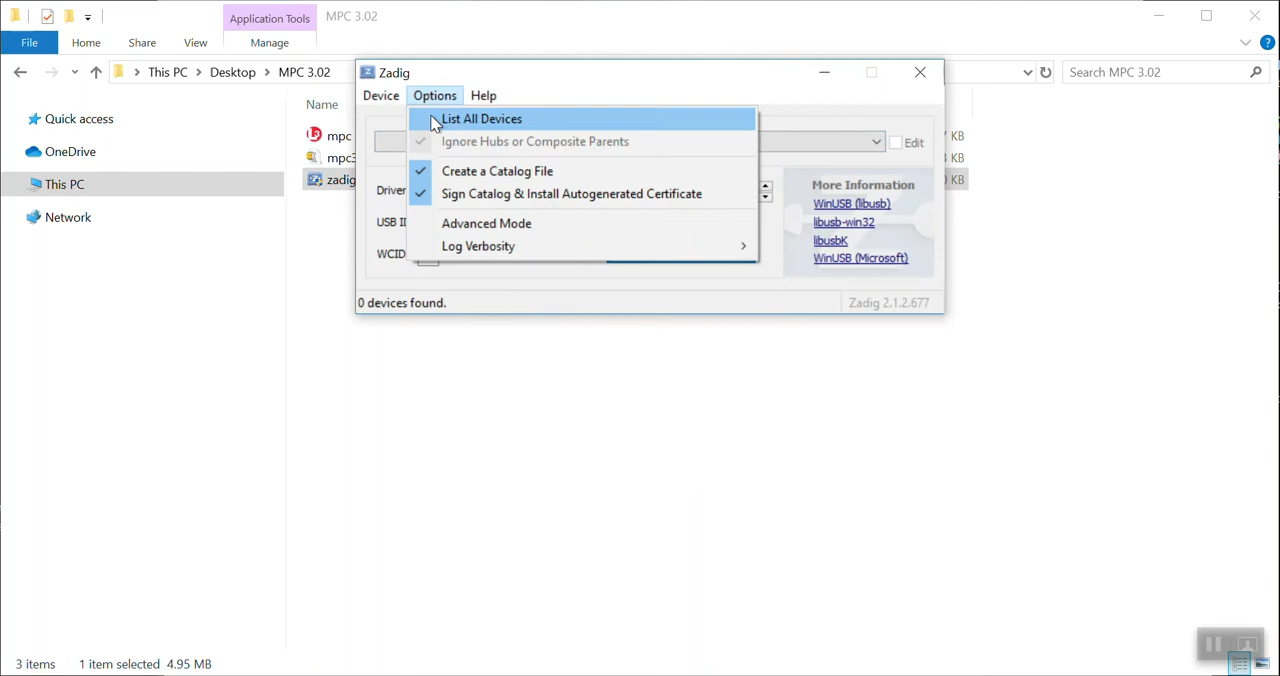 Application Tools MPC 3.02
File Home Share View Manage
This PC Desktop MPC 3.02 Search MPC 3.02
Zadig
Device Options Help
Quick access
OneDrive
This PC
Network
Name
mpc
mpc3
zadig
KB
KB
KB
List All Devices
Ignore Hubs or Composite Parents
Create a Catalog File
Sign Catalog & Install Autogenerated Certificate
Advanced Mode
Log Verbosity
Edit
Driver
USB I
WCID
More Information
WinUSB (libusb)
libusb-win32
libusbK
WinUSB (Microsoft)
0 devices found. Zadig 2.1.2.677
3 items 1 item selected 4.95 MB